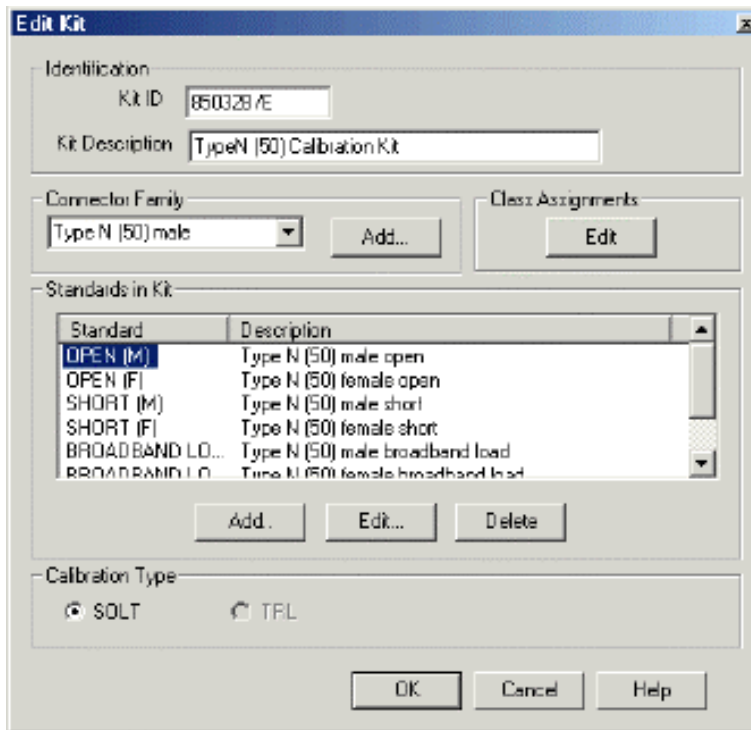 Edit Kit
Identification
Kit ID 85032B/E
Kit Description TypeN (50) Calibration Kit
Connector Family
Class Assignments
Type N (50) male
Add...
Edit
Standards in Kit
Standard Description
OPEN (M) Type N (50) male open
OPEN (F) Type N (50) female open
SHORT (M) Type N (50) male short
SHORT (F) Type N (50) female short
BROADBAND LO... Type N (50) male broadband load
BROADBAND LO... Type N (50) female broadband load
Add..
Edit...
Delete
Calibration Type
SOLT
TRL
OK
Cancel
Help